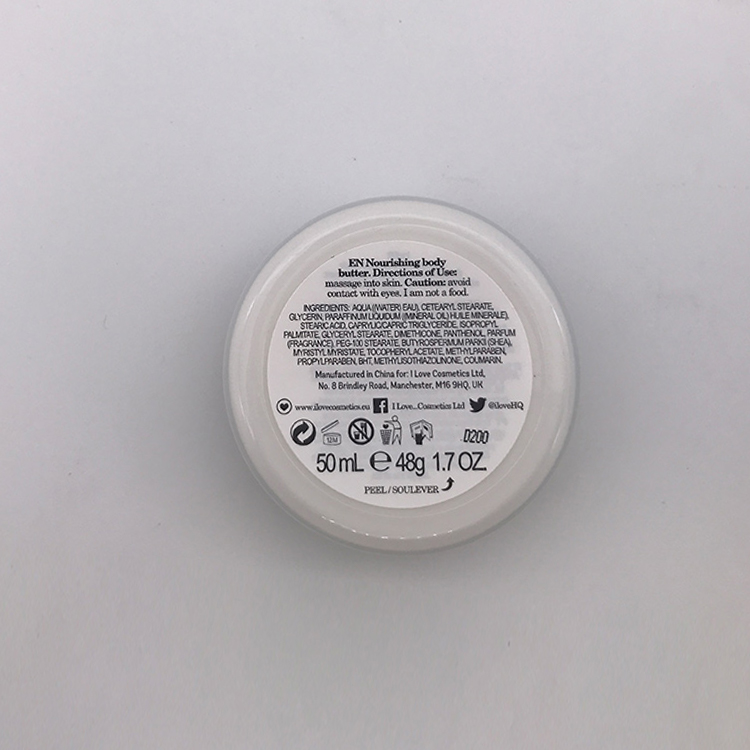 EN Nourishing body
butter. Directions of Use:
massage into skin. Caution: avoid
contact with eyes. I am not a food.
INGREDIENTS: AQUA ((WATER) EAU), CETEARYL STEARATE,
GLYCERIN, PARAFFINUM LIQUIDUM ((MINERAL OIL) HUILE MINERALE),
STEARIC ACID, CAPRYLIC/CAPRIC TRIGLYCERIDE, ISOPROPYL
PALMITATE, GLYCERYL STEARATE, DIMETHICONE, PANTHENOL, PARFUM
(FRAGRANCE), PEG-100 STEARATE, BUTYROSPERMUM PARKII (SHEA),
MYRISTYL MYRISTATE, TOCOPHERYL ACETATE, METHYLPARABEN,
PROPYLPARABEN, BHT, METHYLISOTHIAZOLINONE, COUMARIN.
Manufactured in China for: I Love Cosmetics Ltd,
No. 8 Brindley Road, Manchester, M16 9HQ, UK
www.ilovecosmetics.eu f I Love...Cosmetics Ltd @iloveHQ
12M D200
50 mL e 48g 1.7 OZ.
PEEL / SOULEVER